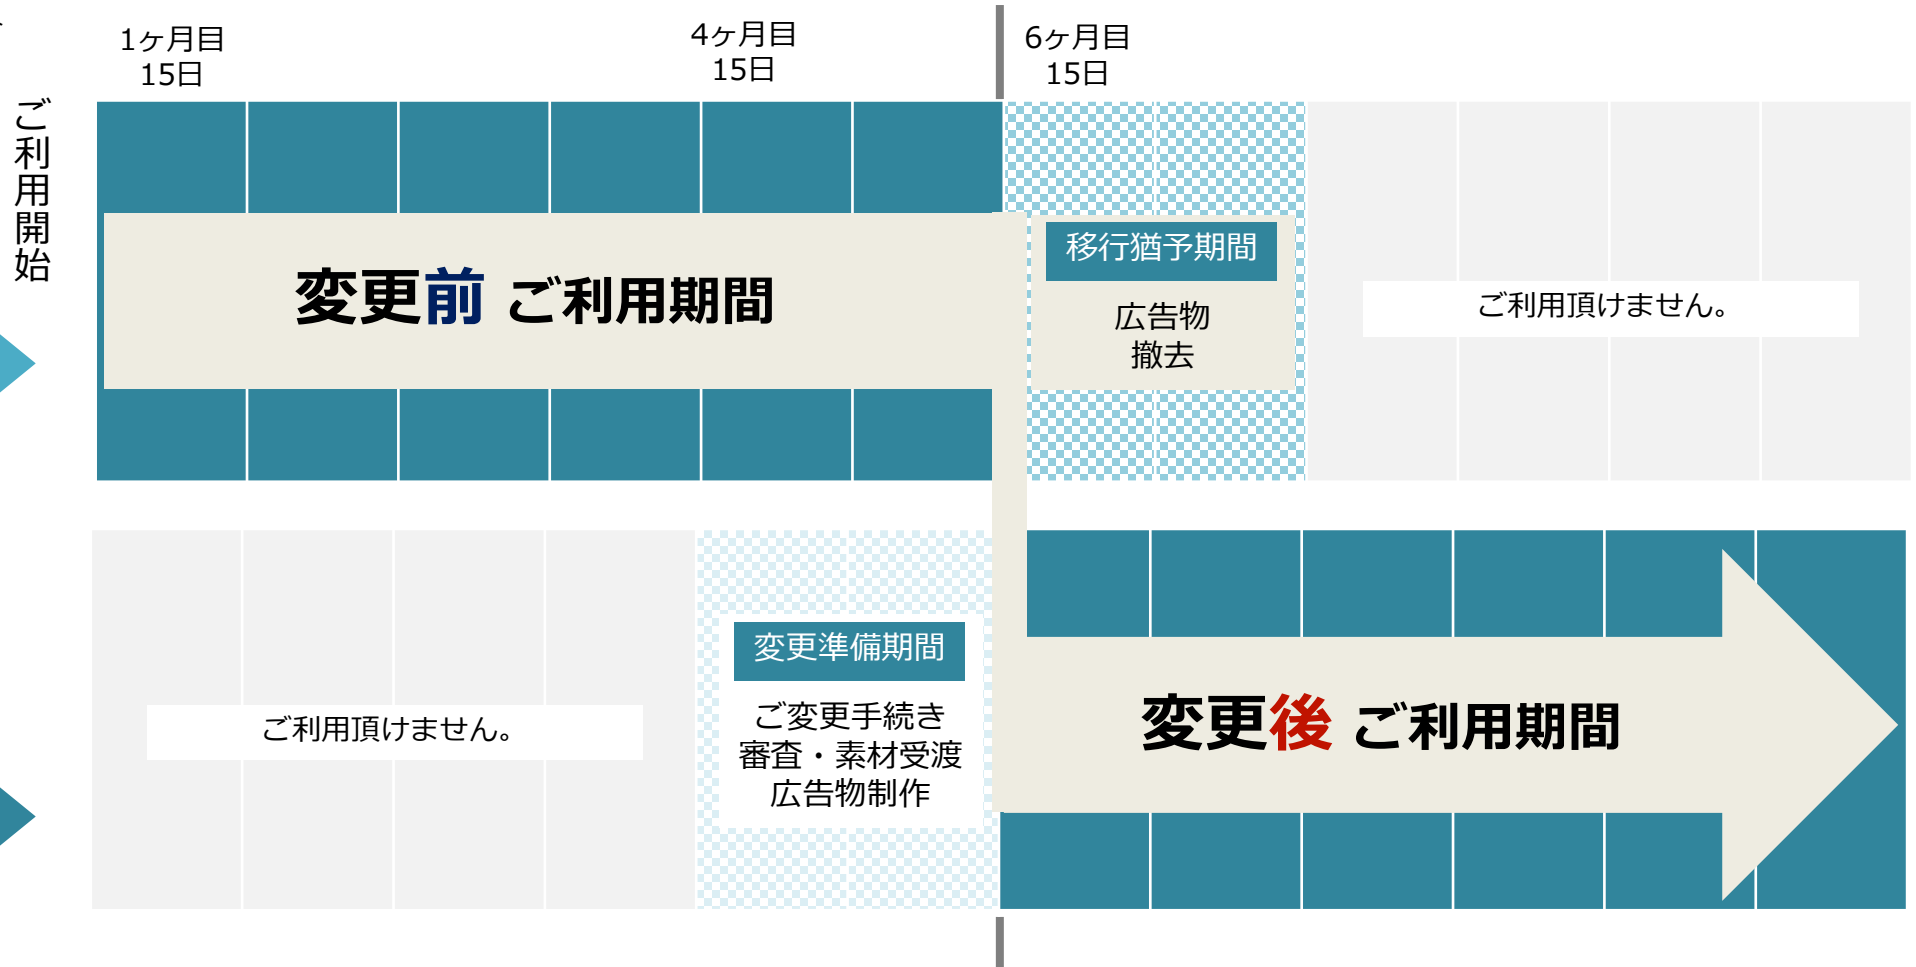 1ヶ月目
15日
4ヶ月目
15日
6ヶ月目
15日
ご利用開始
変更前 ご利用期間
移行猶予期間
広告物
撤去
ご利用頂けません。
ご利用頂けません。
変更準備期間
ご変更手続き
審査・素材受渡
広告物制作
変更後 ご利用期間